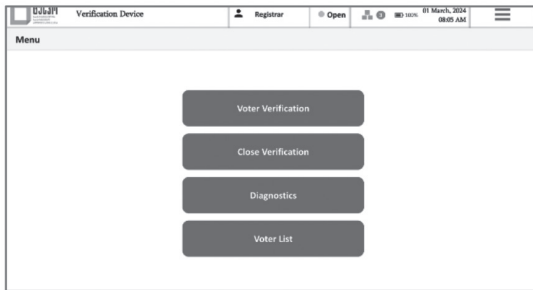 Verification Device
Registrar
Open
3
100%
01 March, 2024
08:05 AM
Menu
Voter Verification
Close Verification
Diagnostics
Voter List